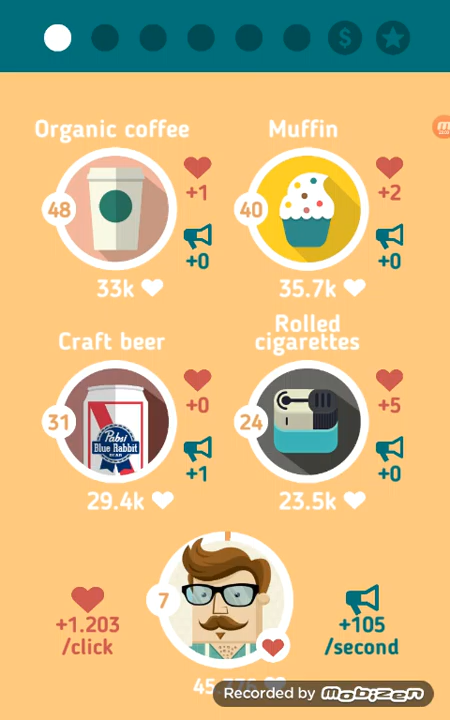 $
Organic coffee
Muffin
48
+1
+0
33k
40
+2
+0
35.7k
Craft beer
Rolled
cigarettes
31
Pabst
Blue Rabbit
+0
+1
29.4k
24
+5
+0
23.5k
7
+1.203
/click
+105
/second
Recorded by mobizen